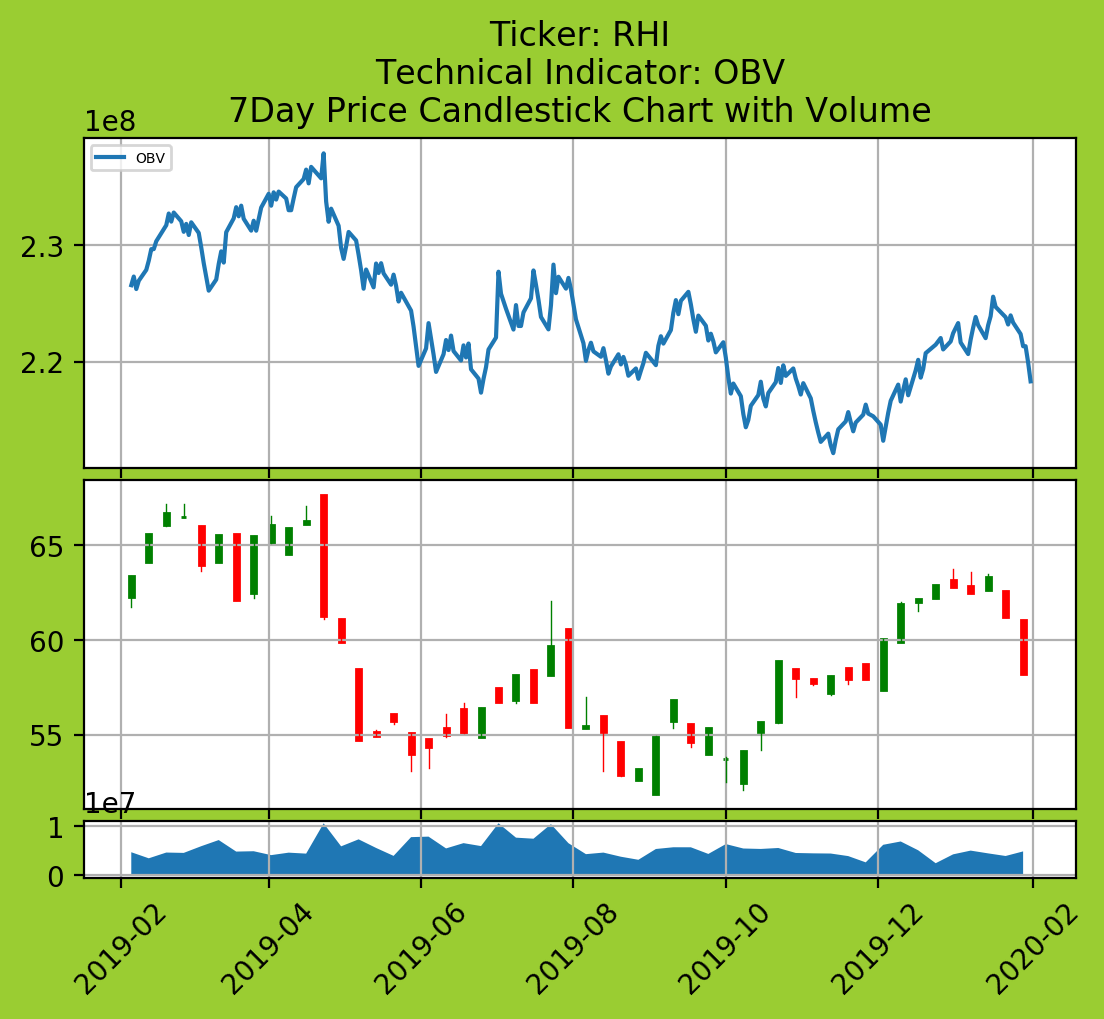 Ticker: RHI
Technical Indicator: OBV
7Day Price Candlestick Chart with Volume
1e8
OBV
2.3
2.2
65
60
55
1e7
1
0
2019-02
2019-04
2019-06
2019-08
2019-10
2019-12
2020-02